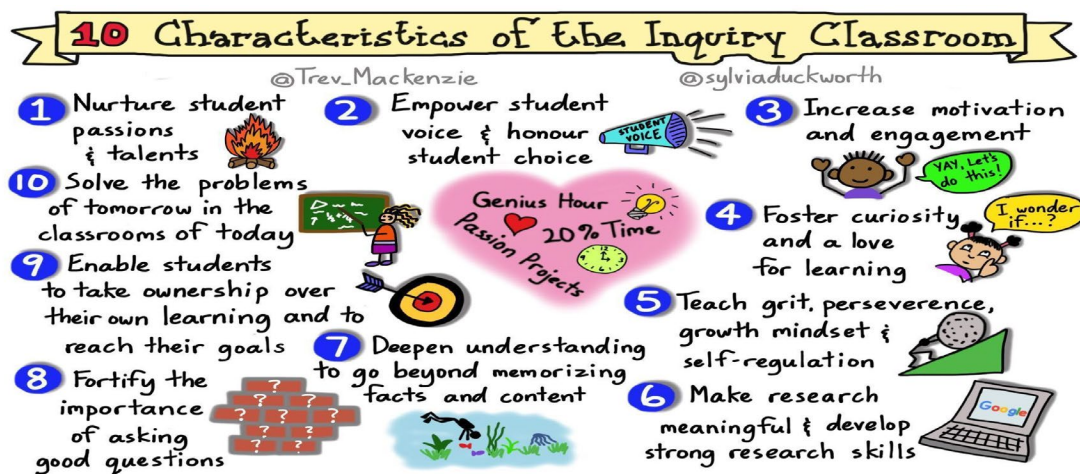 10 Characteristics of the Inquiry Classroom
@Trev_Mackenzie
@sylviaduckworth
1 Nurture student
passions
& talents
2 Empower student
voice & honour
student choice
STUDENT
VOICE
3 Increase motivation
and engagement
YAY, Let's
do this!
4 Foster curiosity
and a love
for learning
I wonder
if...?
5 Teach grit, perseverence,
growth mindset &
self-regulation
6 Make research
meaningful & develop
strong research skills
Google
7 Deepen understanding
to go beyond memorizing
facts and content
8 Fortify the
importance
of asking
good questions
? ?
? ?
? ? ?
? ?
? ?
9 Enable students
to take ownership over
their own learning and to
reach their goals
10 Solve the problems
of tomorrow in the
classrooms of today
Genius Hour
20% Time
Passion Projects